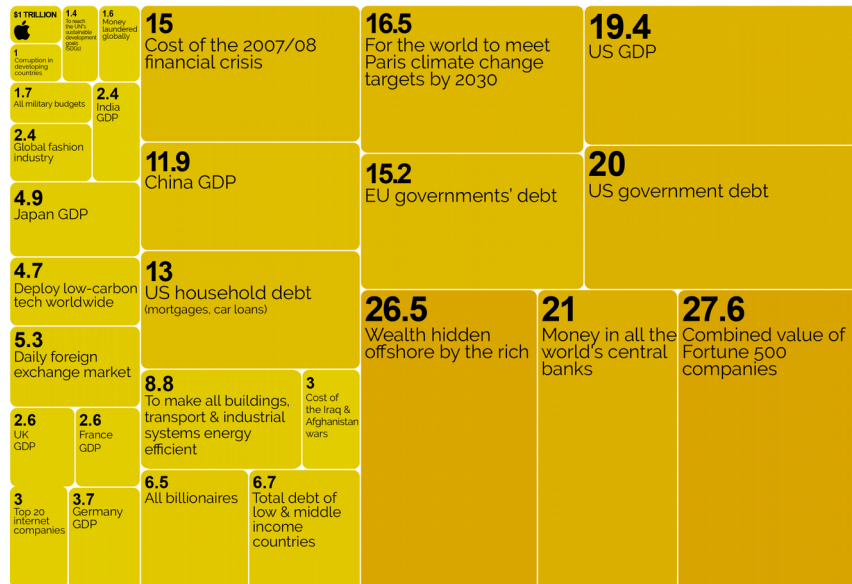 $1 TRILLION
1
Corruption in
developing
countries
1.4
To reach
the UN's
sustainable
development
goals
(SDGs)
1.6
Money
laundered
globally
1.7
All military budgets
2.4
India
GDP
2.4
Global fashion
industry
4.9
Japan GDP
4.7
Deploy low-carbon
tech worldwide
5.3
Daily foreign
exchange market
2.6
UK
GDP
2.6
France
GDP
3
Top 20
internet
companies
3.7
Germany
GDP
15
Cost of the 2007/08
financial crisis
11.9
China GDP
13
US household debt
(mortgages, car loans)
8.8
To make all buildings,
transport & industrial
systems energy
efficient
3
Cost of
the Iraq &
Afghanistan
wars
6.5
All billionaires
6.7
Total debt of
low & middle
income
countries
16.5
For the world to meet
Paris climate change
targets by 2030
15.2
EU governments’ debt
19.4
US GDP
20
US government debt
26.5
Wealth hidden
offshore by the rich
21
Money in all the
world's central
banks
27.6
Combined value of
Fortune 500
companies